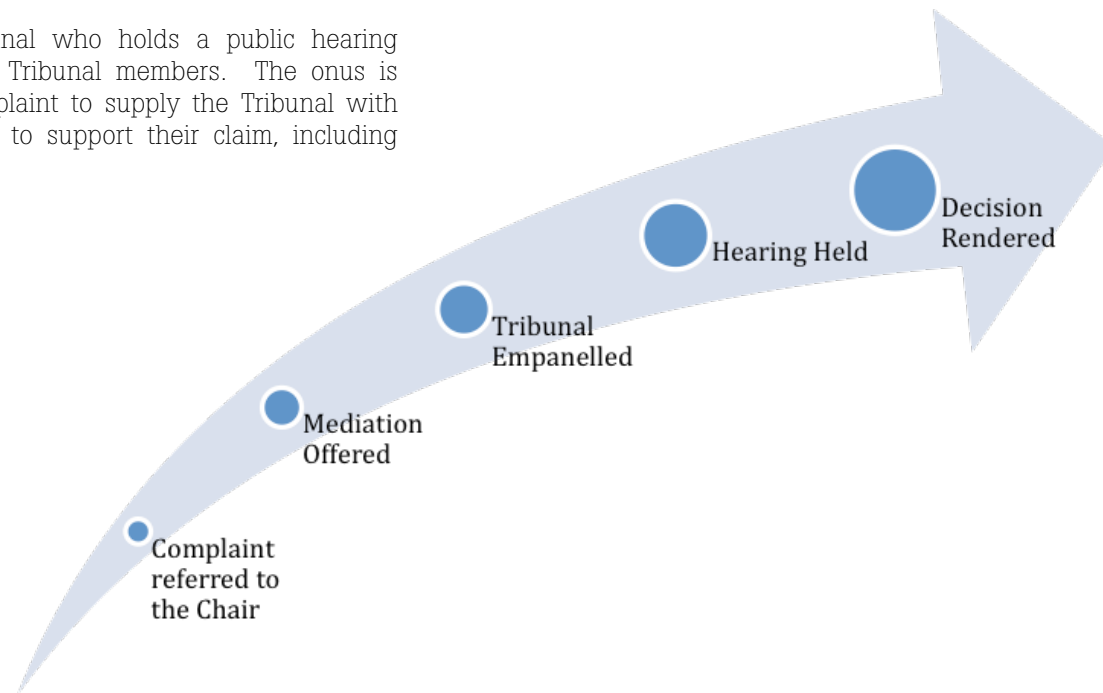 nal who holds a public hearing
Tribunal members. The onus is
plaint to supply the Tribunal with
to support their claim, including
Decision
Rendered
Hearing Held
Tribunal
Empanelled
Mediation
Offered
Complaint
referred to
the Chair